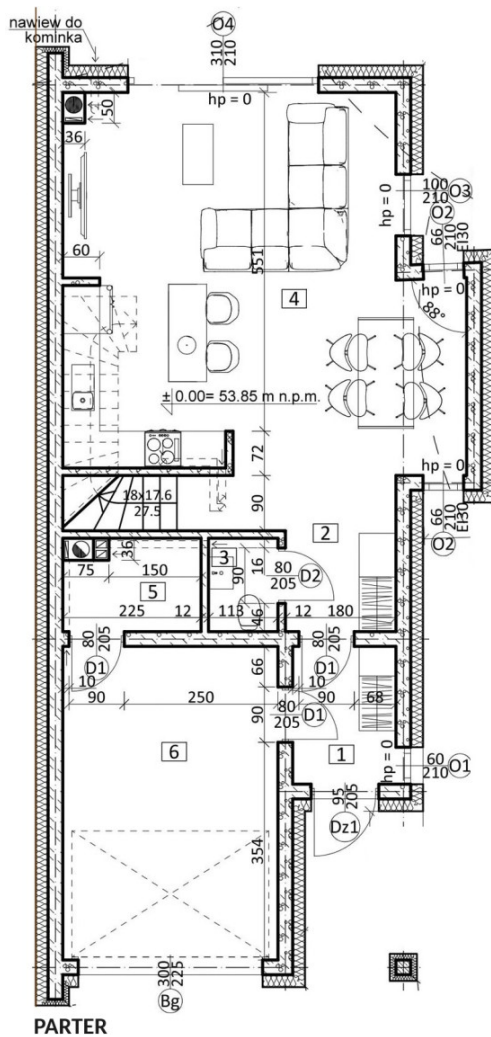 nawiew do
kominka
O4
310
210
hp = 0
50
36
100
210
O3
hp = 0
O2
66
210
EI30
60
551
4
hp = 0
88°
± 0.00= 53.85 m n.p.m.
72
hp = 0
18x17.6
27.5
90
66
210
EI30
O2
2
36
3
90
16
80
205
D2
75
150
5
46
225
12
113
12
180
80
205
D1
80
205
D1
10
66
10
90
250
90
80
205
D1
90
68
6
1
hp = 0
60
210
O1
95
205
Dz1
354
300
225
Bg
PARTER